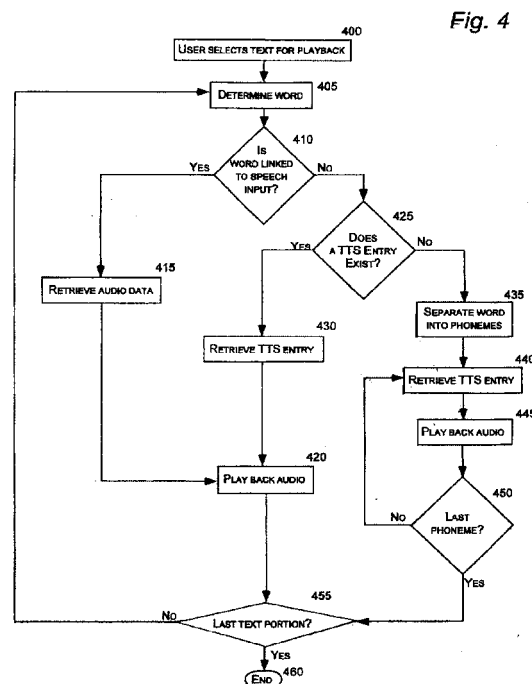 Fig. 4
400
USER SELECTS TEXT FOR PLAYBACK
405
DETERMINE WORD
410
IS
WORD LINKED
TO SPEECH
INPUT?
YES
NO
425
DOES
A TTS ENTRY
EXIST?
YES
NO
415
RETRIEVE AUDIO DATA
430
RETRIEVE TTS ENTRY
435
SEPARATE WORD
INTO PHONEMES
440
RETRIEVE TTS ENTRY
445
PLAY BACK AUDIO
420
PLAY BACK AUDIO
450
LAST
PHONEME?
NO
YES
455
LAST TEXT PORTION?
NO
YES
460
END